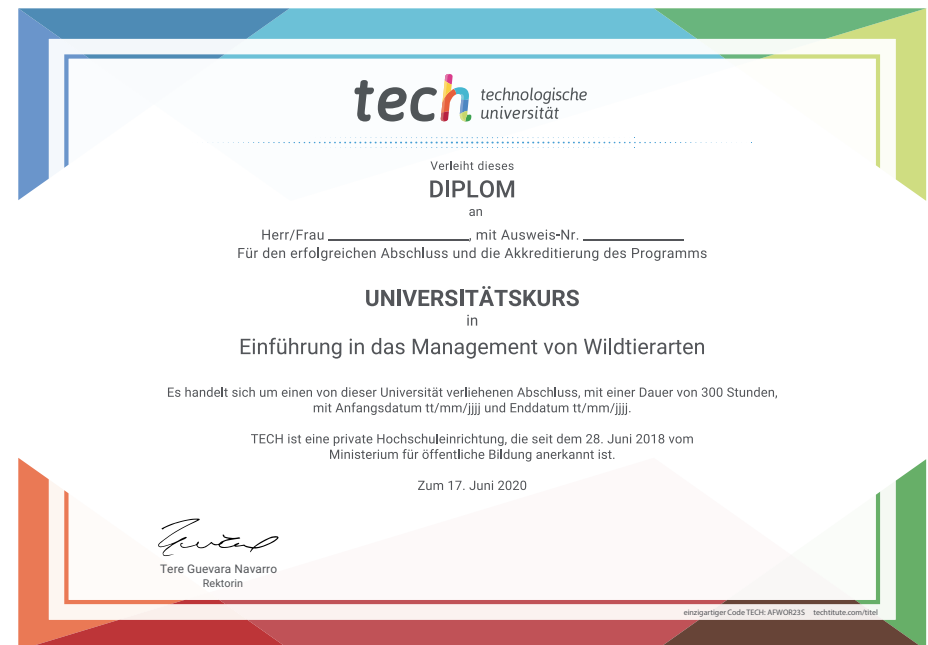 tech technologische
universität
Verleiht dieses
DIPLOM
an
Herr/Frau ____________________, mit Ausweis-Nr. ______________
Für den erfolgreichen Abschluss und die Akkreditierung des Programms
UNIVERSITÄTSKURS
in
Einführung in das Management von Wildtierarten
Es handelt sich um einen von dieser Universität verliehenen Abschluss, mit einer Dauer von 300 Stunden,
mit Anfangsdatum tt/mm/jjjj und Enddatum tt/mm/jjjj.
TECH ist eine private Hochschuleinrichtung, die seit dem 28. Juni 2018 vom
Ministerium für öffentliche Bildung anerkannt ist.
Zum 17. Juni 2020
Tere Guevara Navarro
Rektorin
einzigartiger Code TECH: AFWOR23S techtitute.com/titel